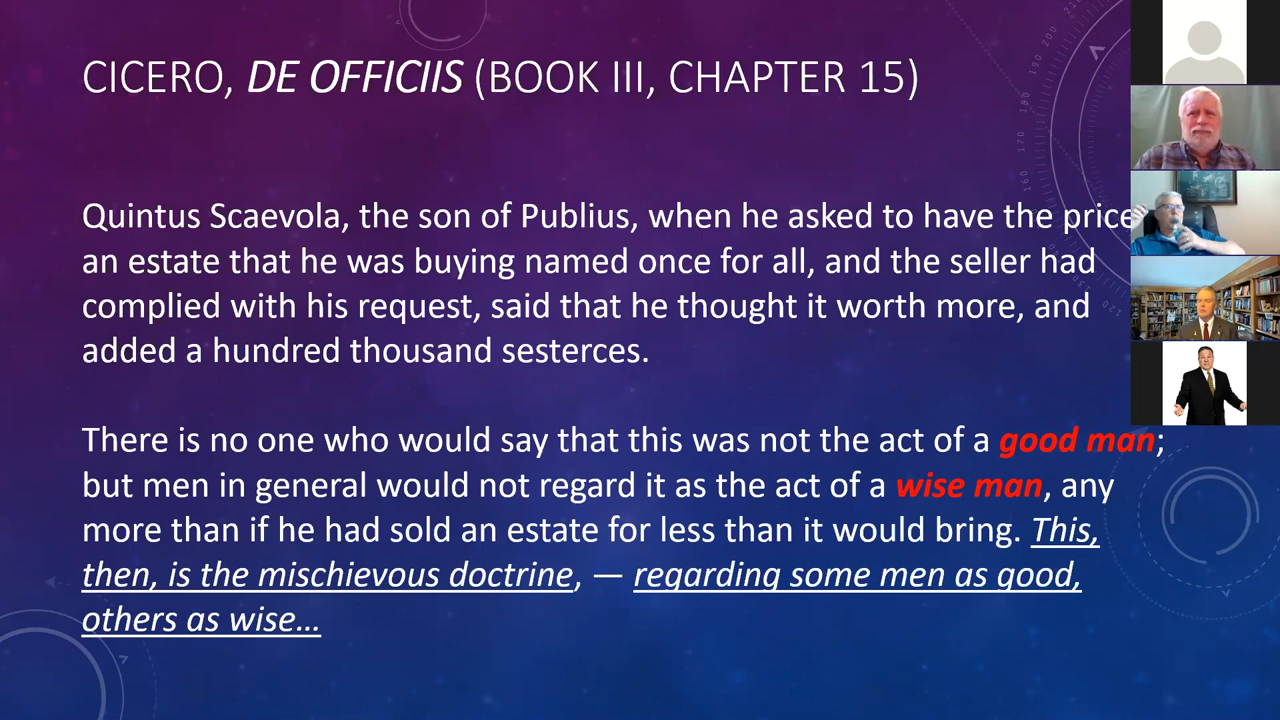 CICERO, DE OFFICIIS (BOOK III, CHAPTER 15)
Quintus Scaevola, the son of Publius, when he asked to have the price
an estate that he was buying named once for all, and the seller had
complied with his request, said that he thought it worth more, and
added a hundred thousand sesterces.
There is no one who would say that this was not the act of a good man;
but men in general would not regard it as the act of a wise man, any
more than if he had sold an estate for less than it would bring. This,
then, is the mischievous doctrine, — regarding some men as good,
others as wise...